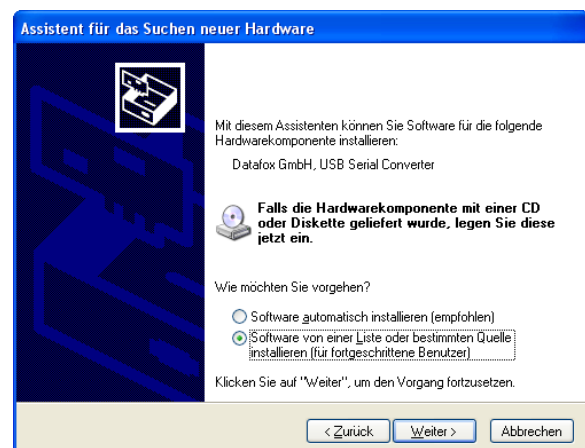 Assistent für das Suchen neuer Hardware
Mit diesem Assistenten können Sie Software für die folgende
Hardwarekomponente installieren:
Datafox GmbH, USB Serial Converter
Falls die Hardwarekomponente mit einer CD
oder Diskette geliefert wurde, legen Sie diese
jetzt ein.
Wie möchten Sie vorgehen?
Software automatisch installieren (empfohlen)
Software von einer Liste oder bestimmten Quelle
installieren (für fortgeschrittene Benutzer)
Klicken Sie auf "Weiter", um den Vorgang fortzusetzen.
< Zurück Weiter > Abbrechen